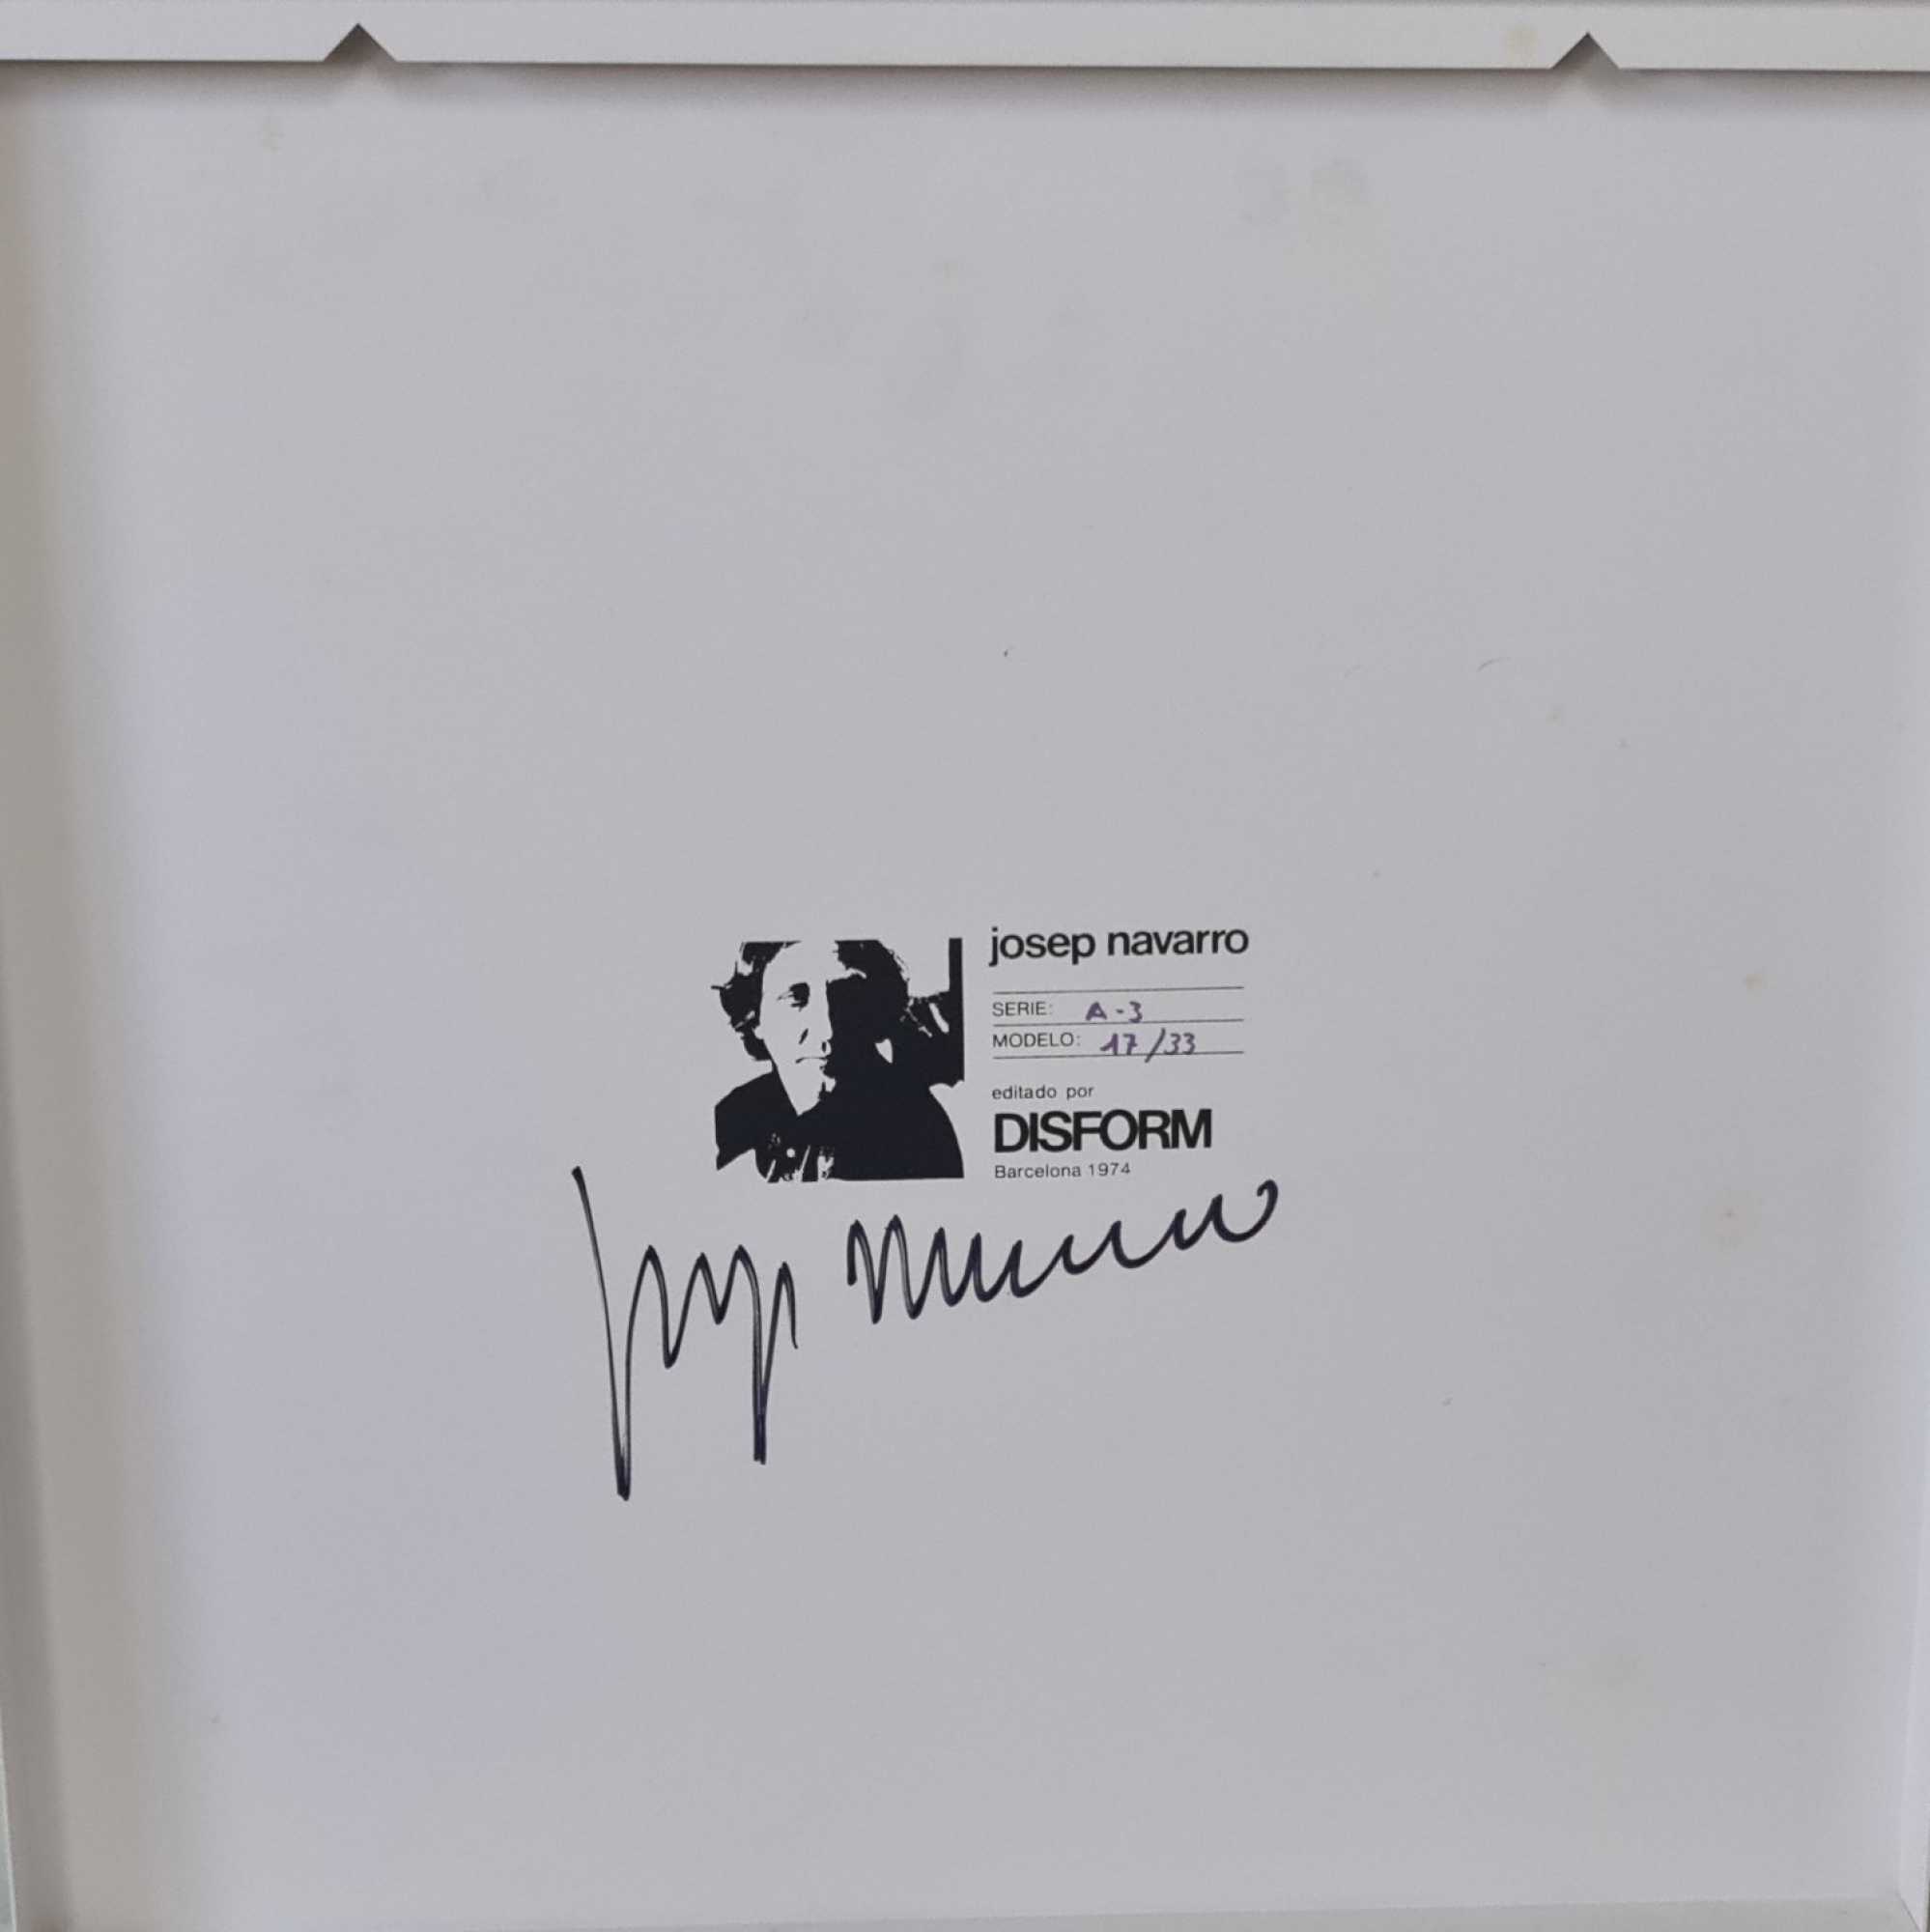 josep navarro
SERIE: A-3
MODELO: 17/33
editado por
DISFORM
Barcelona 1974